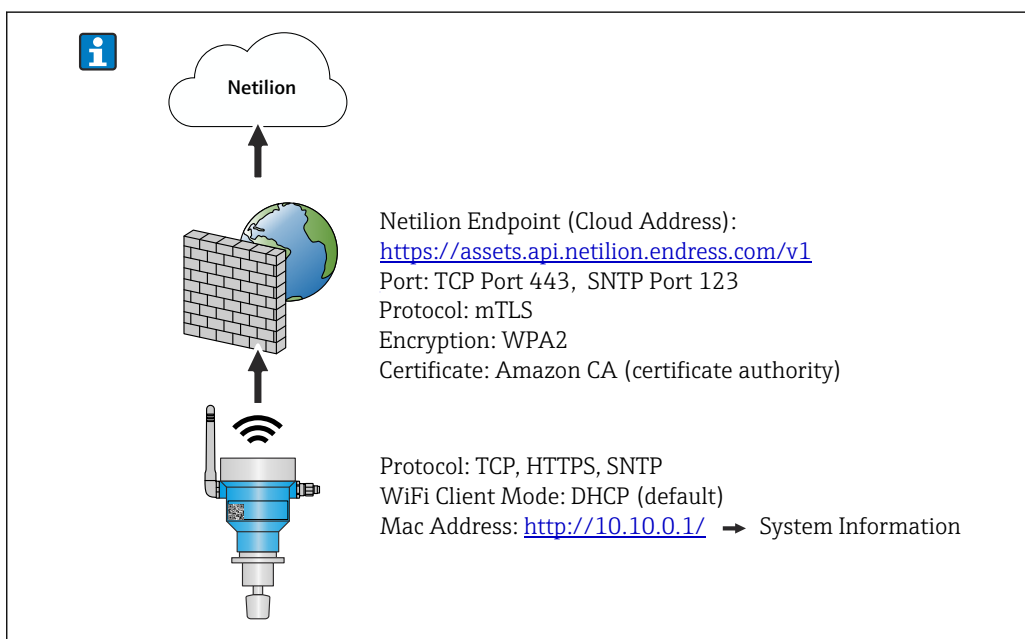 Netilion
Netilion Endpoint (Cloud Address):
https://assets.api.netilion.endress.com/v1
Port: TCP Port 443, SNTP Port 123
Protocol: mTLS
Encryption: WPA2
Certificate: Amazon CA (certificate authority)
Protocol: TCP, HTTPS, SNTP
WiFi Client Mode: DHCP (default)
Mac Address: http://10.10.0.1/ → System Information